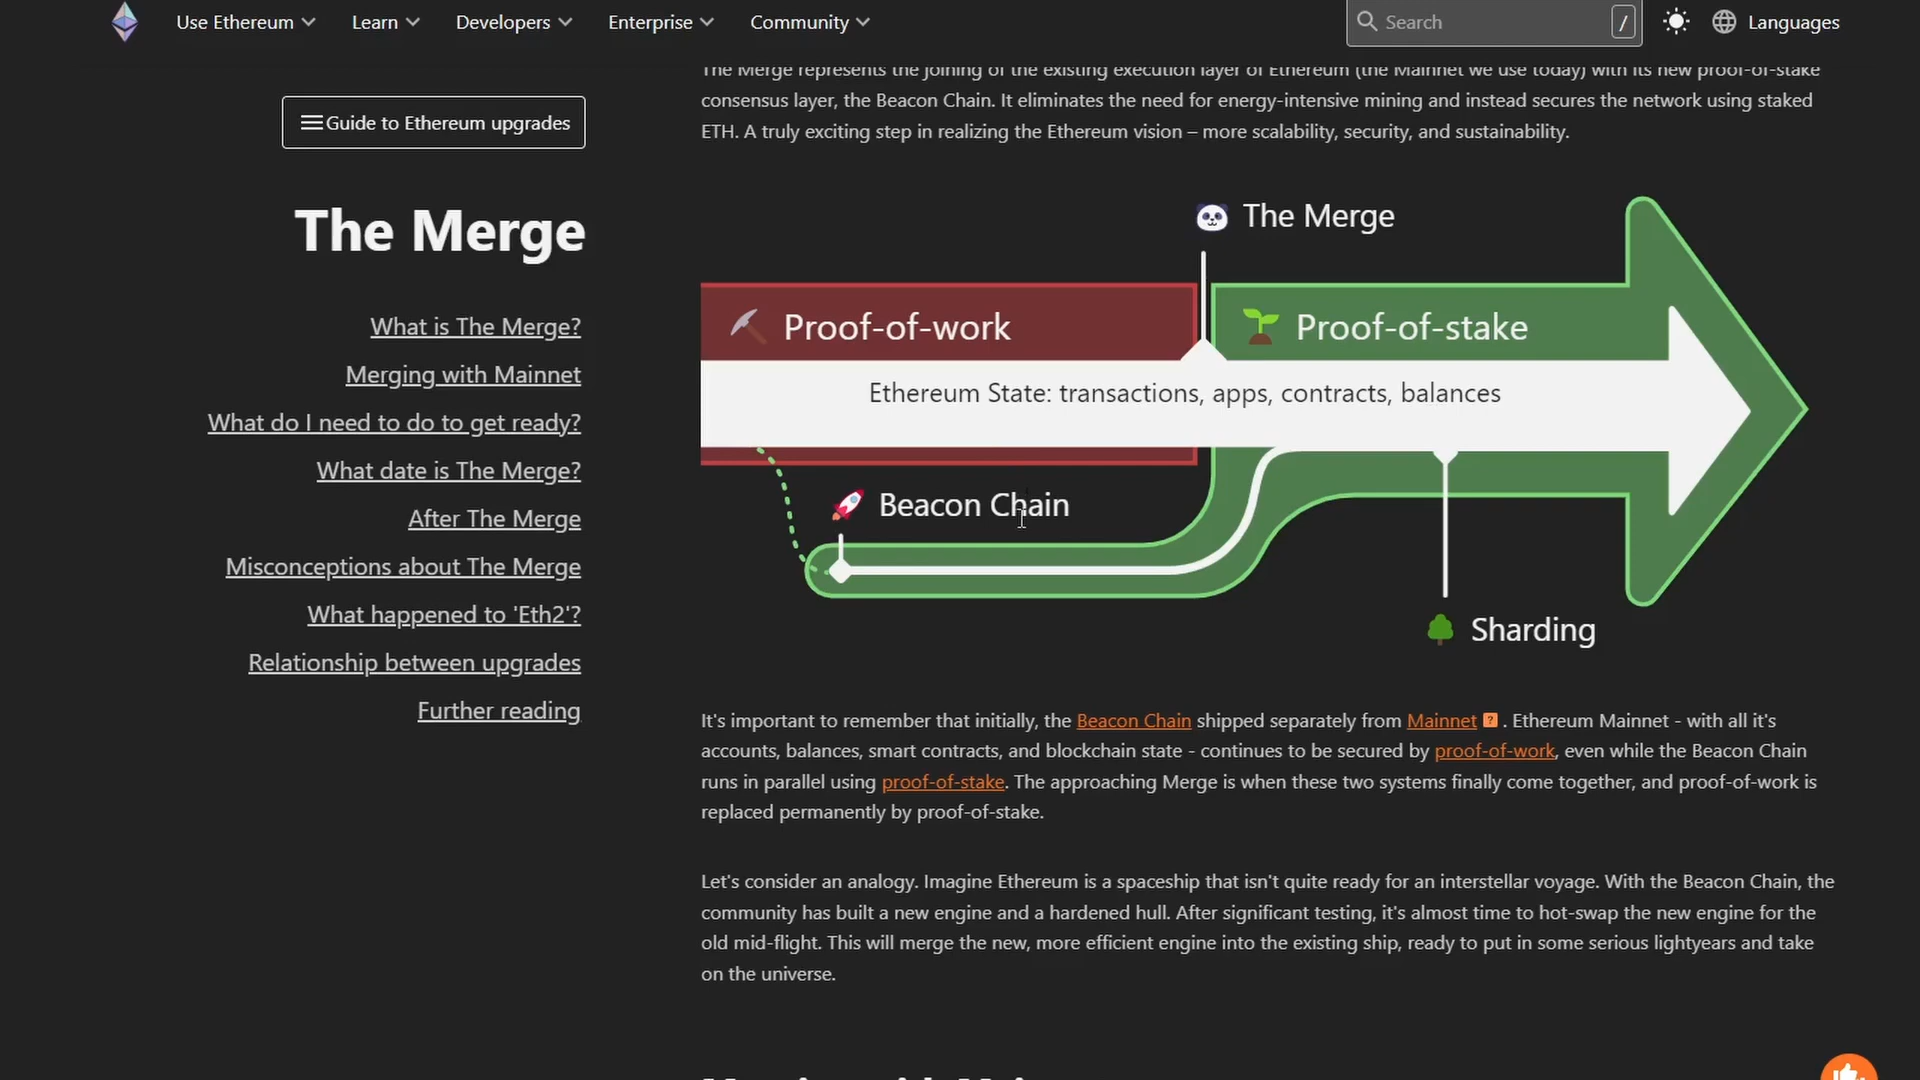 Use Ethereum Learn Developers Enterprise Community Search / Languages
Guide to Ethereum upgrades
The Merge
What is The Merge?
Merging with Mainnet
What do I need to do to get ready?
What date is The Merge?
After The Merge
Misconceptions about The Merge
What happened to 'Eth2'?
Relationship between upgrades
Further reading
The Merge represents the joining of the existing execution layer of Ethereum (the Mainnet we use today) with its new proof-of-stake
consensus layer, the Beacon Chain. It eliminates the need for energy-intensive mining and instead secures the network using staked
ETH. A truly exciting step in realizing the Ethereum vision – more scalability, security, and sustainability.
The Merge
Proof-of-work
Proof-of-stake
Ethereum State: transactions, apps, contracts, balances
Beacon Chain
Sharding
It's important to remember that initially, the Beacon Chain shipped separately from Mainnet ? . Ethereum Mainnet - with all it's
accounts, balances, smart contracts, and blockchain state - continues to be secured by proof-of-work, even while the Beacon Chain
runs in parallel using proof-of-stake. The approaching Merge is when these two systems finally come together, and proof-of-work is
replaced permanently by proof-of-stake.
Let's consider an analogy. Imagine Ethereum is a spaceship that isn't quite ready for an interstellar voyage. With the Beacon Chain, the
community has built a new engine and a hardened hull. After significant testing, it's almost time to hot-swap the new engine for the
old mid-flight. This will merge the new, more efficient engine into the existing ship, ready to put in some serious lightyears and take
on the universe.